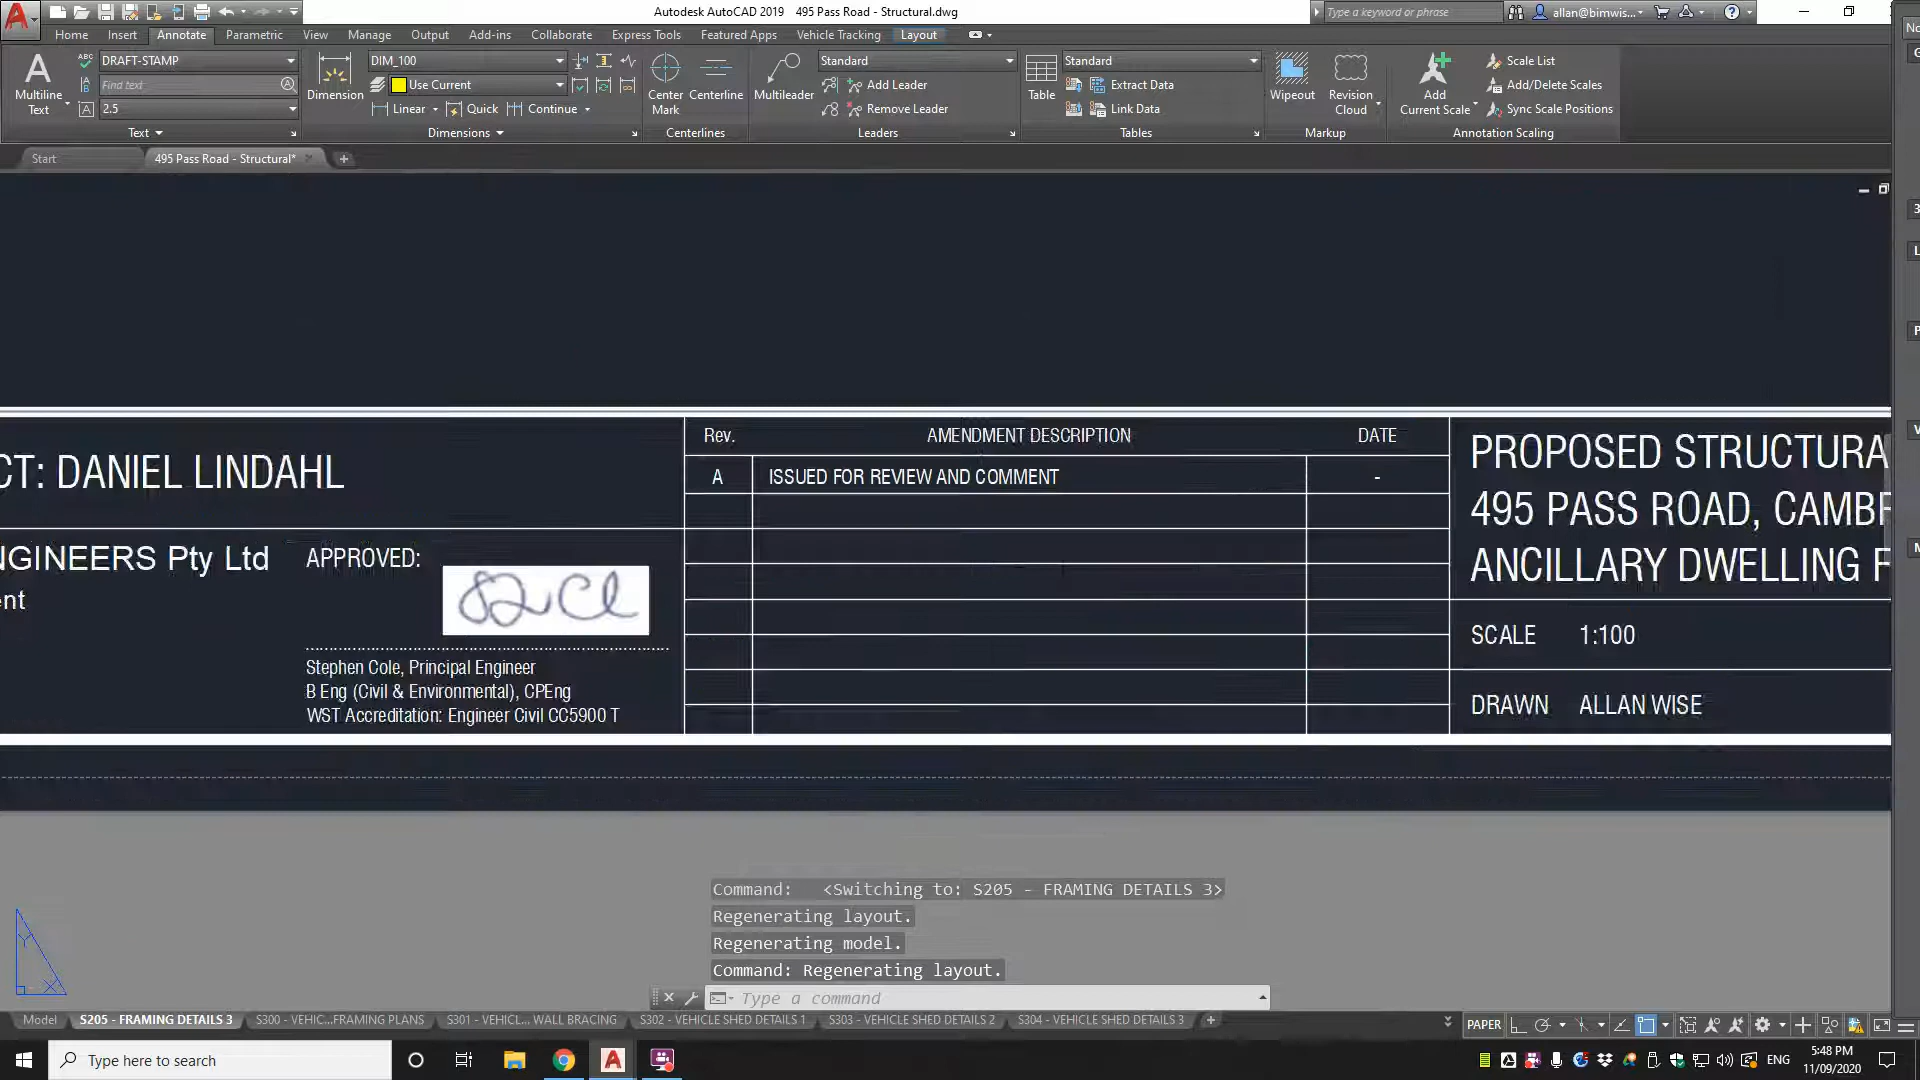 Autodesk AutoCAD 2019 495 Pass Road - Structural.dwg
Type a keyword or phrase
allan@bimwis...
Home Insert Annotate Parametric View Manage Output Add-ins Collaborate Express Tools Featured Apps Vehicle Tracking Layout
Multiline Text
DRAFT-STAMP
Find text
2.5
Text
Dimension
DIM_100
Use Current
Linear Quick Continue
Dimensions
Center Mark
Centerline
Centerlines
Multileader
Standard
Add Leader
Remove Leader
Leaders
Table
Standard
Extract Data
Link Data
Tables
Wipeout
Revision Cloud
Markup
Add Current Scale
Scale List
Add/Delete Scales
Sync Scale Positions
Annotation Scaling
Start
495 Pass Road - Structural*
CT: DANIEL LINDAHL
NGINEERS Pty Ltd
ent
APPROVED:
Stephen Cole, Principal Engineer
B Eng (Civil & Environmental), CPEng
WST Accreditation: Engineer Civil CC5900 T
Rev. AMENDMENT DESCRIPTION DATE
A ISSUED FOR REVIEW AND COMMENT -
PROPOSED STRUCTURA
495 PASS ROAD, CAMBR
ANCILLARY DWELLING F
SCALE 1:100
DRAWN ALLAN WISE
Command: <Switching to: S205 - FRAMING DETAILS 3>
Regenerating layout.
Regenerating model.
Command: Regenerating layout.
Type a command
Model S205 - FRAMING DETAILS 3 S300 - VEHIC...FRAMING PLANS S301 - VEHICL... WALL BRACING S302 - VEHICLE SHED DETAILS 1 S303 - VEHICLE SHED DETAILS 2 S304 - VEHICLE SHED DETAILS 3
PAPER
Type here to search
ENG
5:48 PM
11/09/2020